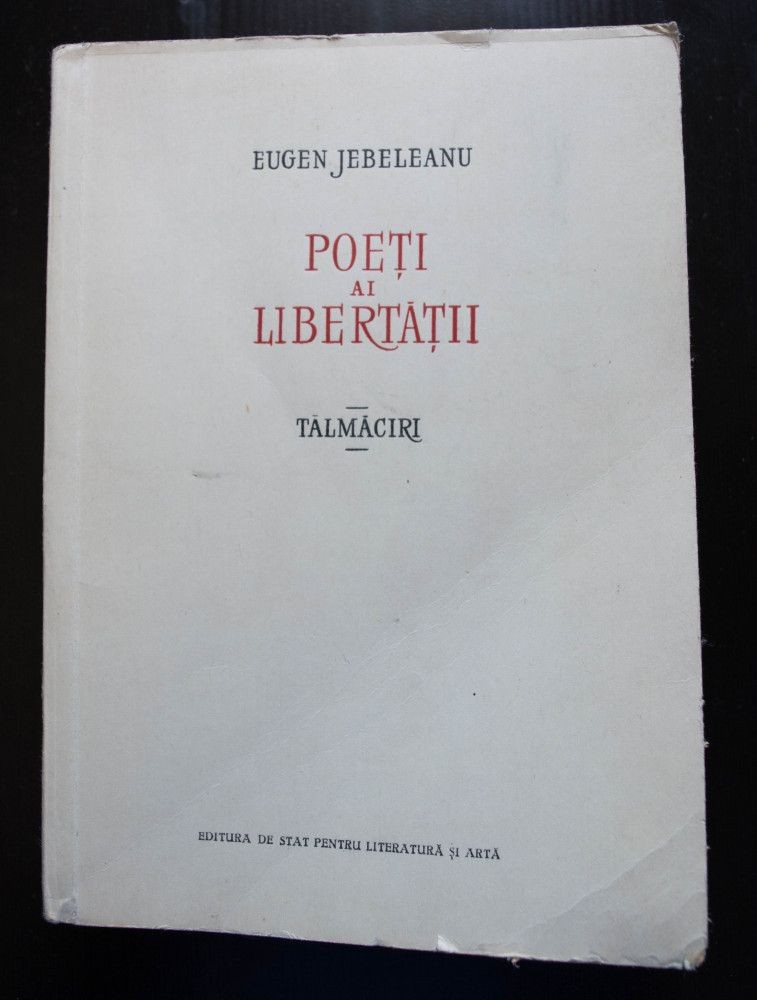 EUGEN JEBELEANU
POEȚI
AI
LIBERTĂȚII
TĂLMĂCIRI
EDITURA DE STAT PENTRU LITERATURĂ ȘI ARTĂ